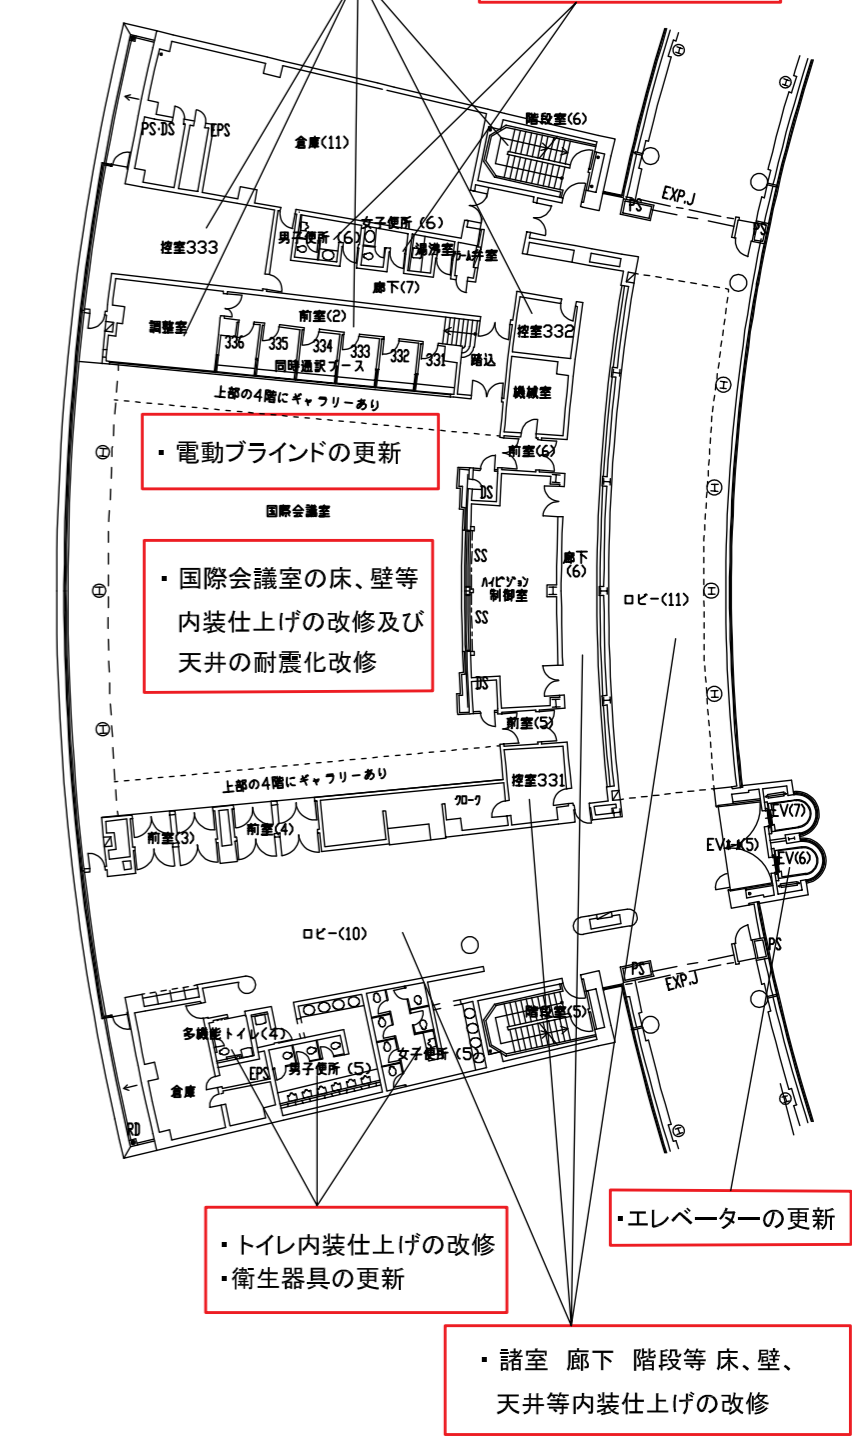 階段室(6)
PS·DS
EPS
倉庫(11)
EXP.J
PS
PS
女子便所(6)
男子便所(6)
湯沸室
控室333
廊下(7)
前室(2)
調整室
控室332
336
335
334
333
332
331
踏込
同時通訳ブース
機械室
上部の4階にギャラリーあり
・電動ブラインドの更新
前室(6)
DS
国際会議室
SS
廊下
(6)
ハイビジョン
制御室
ロビー(11)
SS
・国際会議室の床、壁等
内装仕上げの改修及び
天井の耐震化改修
DS
前室(5)
控室331
上部の4階にギャラリーあり
クローク
EV(7)
前室(3)
前室(4)
EVホール(5)
EV(6)
ロビー(10)
PS
PS
EXP.J
階段室(5)
多機能トイレ(4)
女子便所(5)
男子便所(5)
EPS
倉庫
RD
・トイレ内装仕上げの改修
・衛生器具の更新
・エレベーターの更新
・諸室 廊下 階段等 床、壁、
天井等内装仕上げの改修